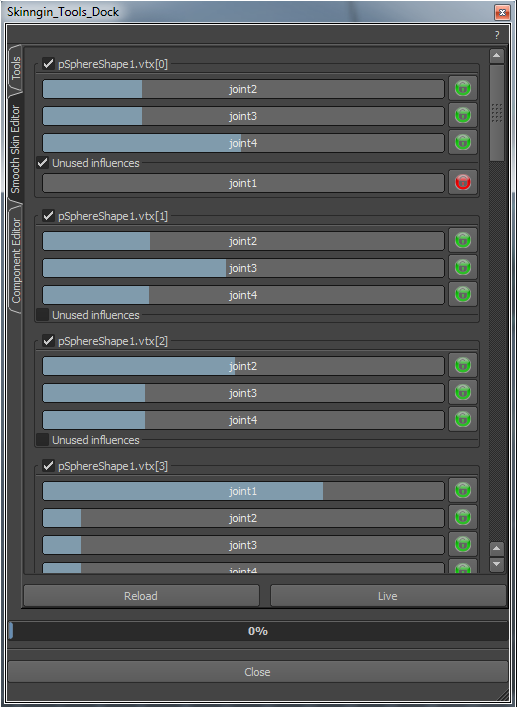 Skinngin_Tools_Dock
?
Tools
Smooth Skin Editor
Component Editor
pSphereShape1.vtx[0]
joint2
joint3
joint4
Unused influences
joint1
pSphereShape1.vtx[1]
joint2
joint3
joint4
Unused influences
pSphereShape1.vtx[2]
joint2
joint3
joint4
Unused influences
pSphereShape1.vtx[3]
joint1
joint2
joint3
joint4
Reload Live
0%
Close